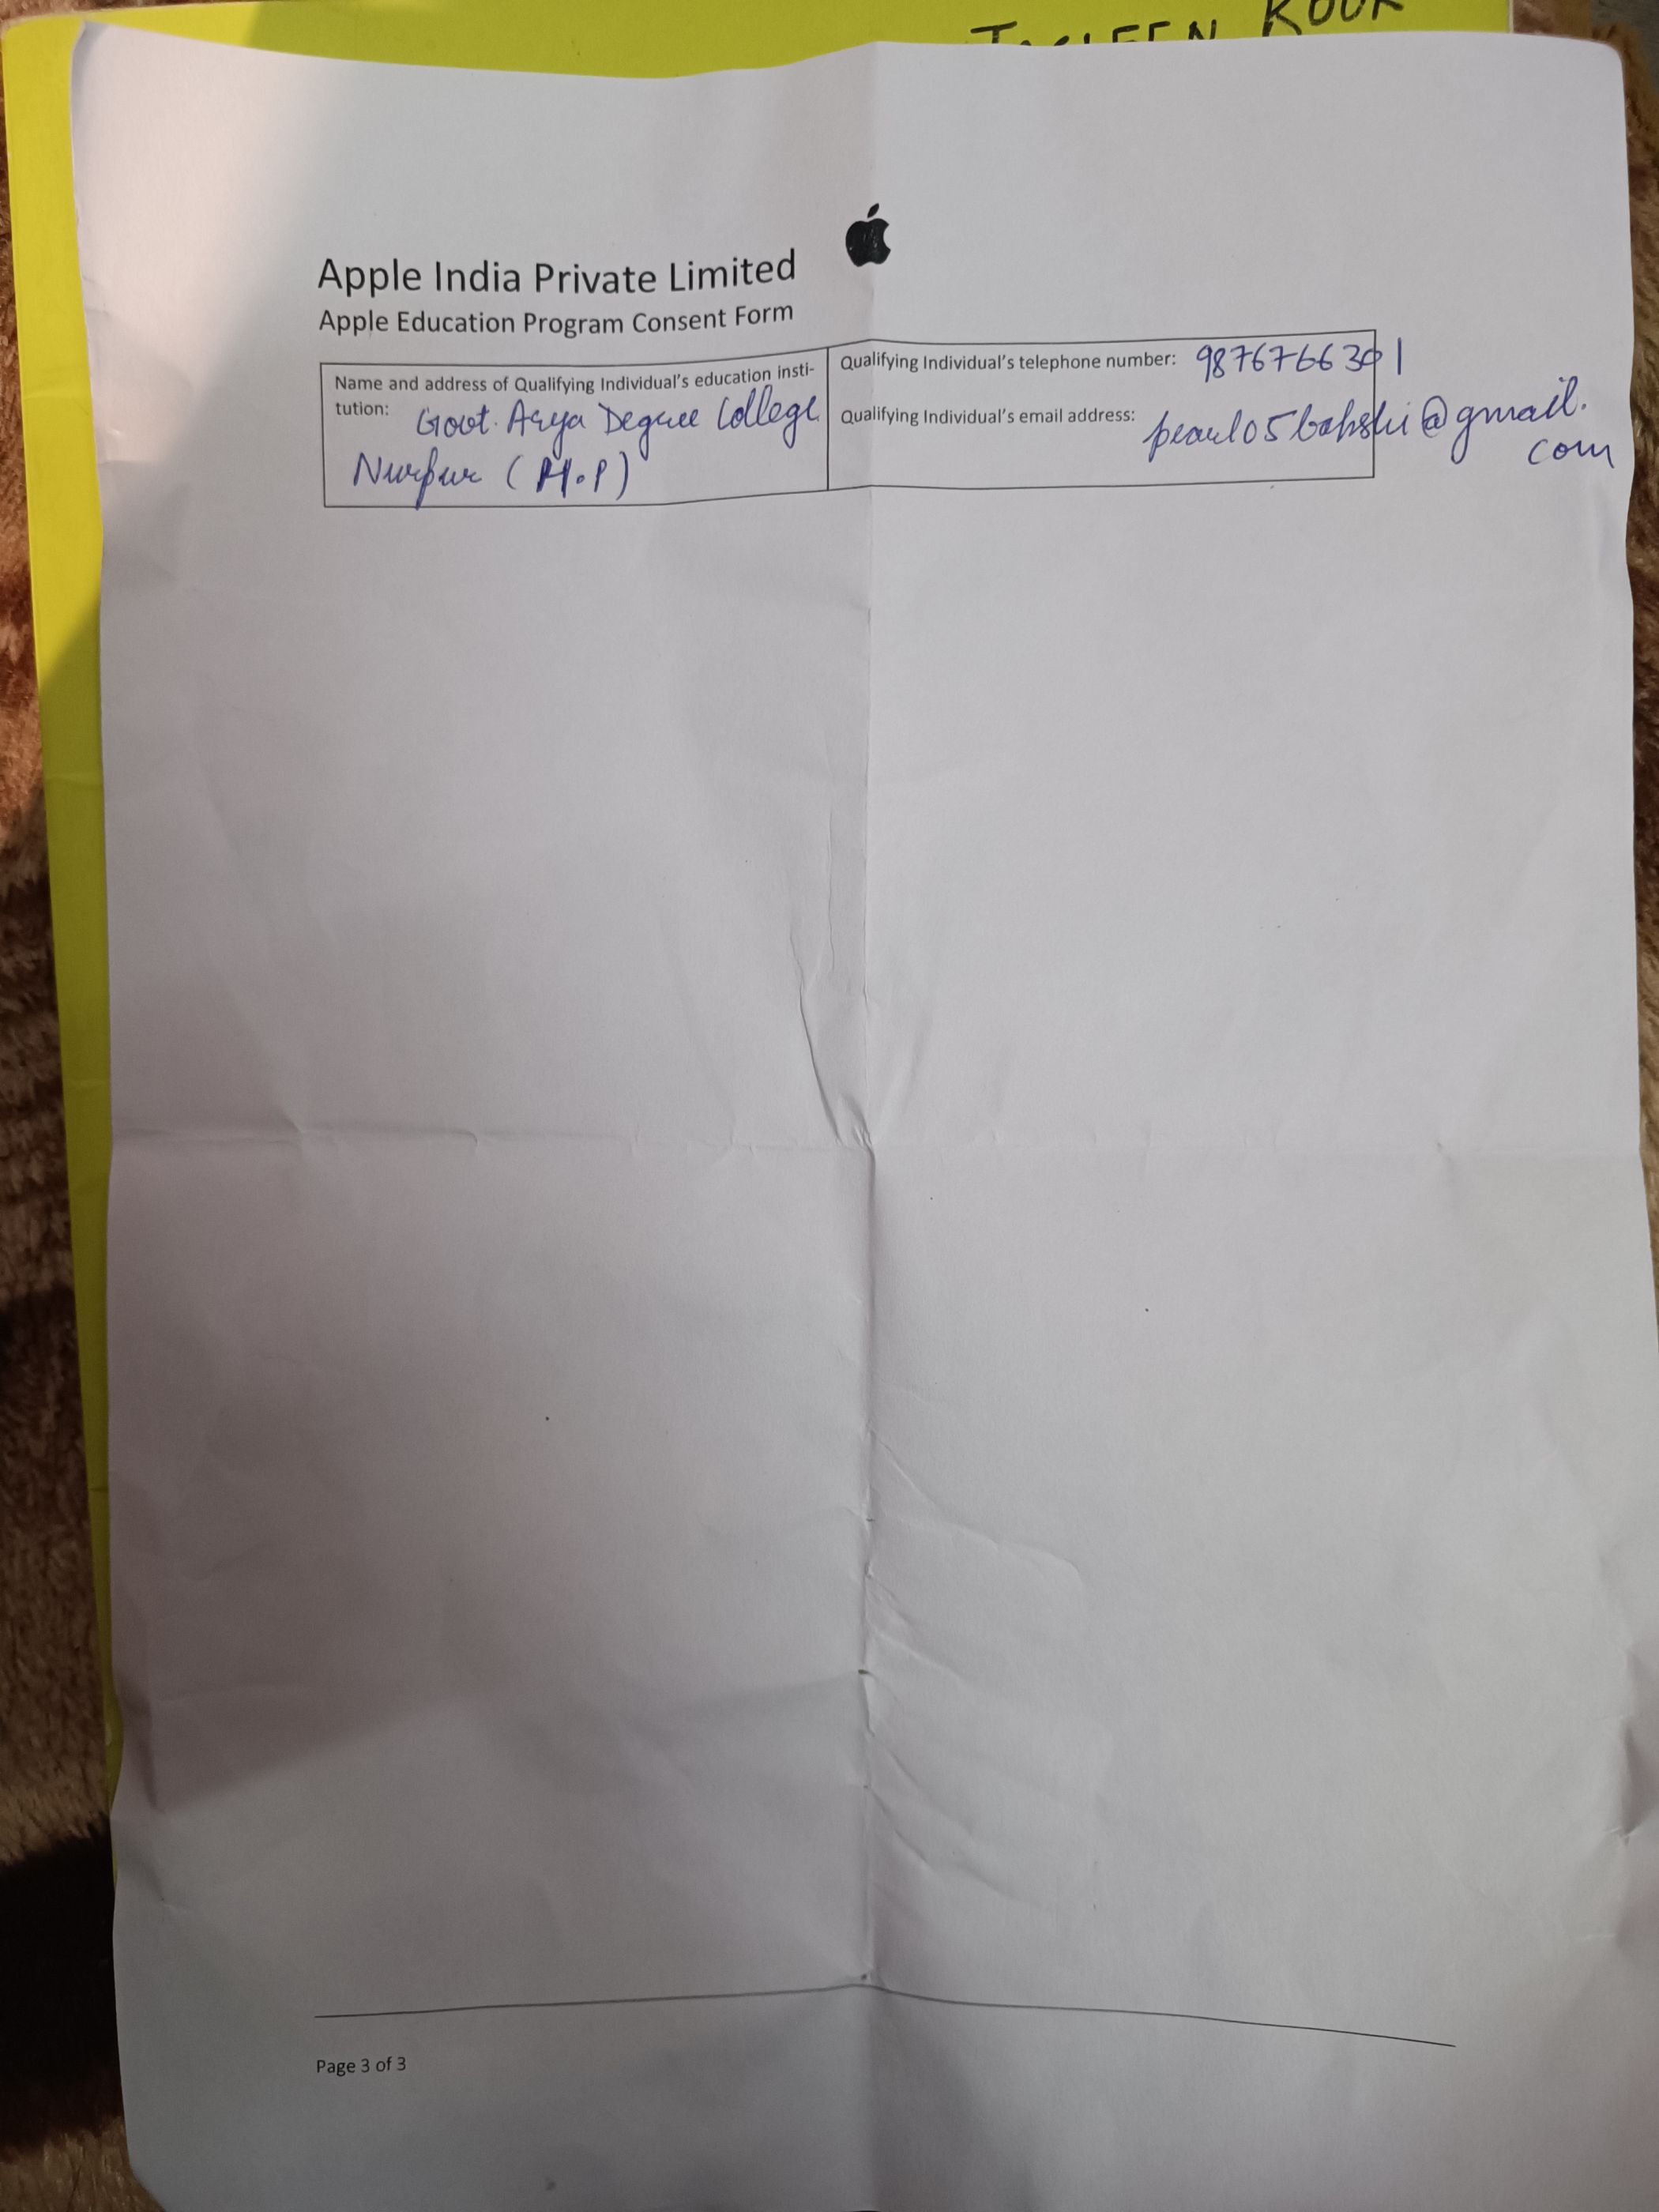 KOUR
Apple India Private Limited
Apple Education Program Consent Form
Name and address of Qualifying Individual's education insti-
tution: Govt. Arya Degree College
Nurpur (H.P)
Qualifying Individual's telephone number: 9876766301
Qualifying Individual's email address: pearl05bakshi@gmail.
com
Page 3 of 3